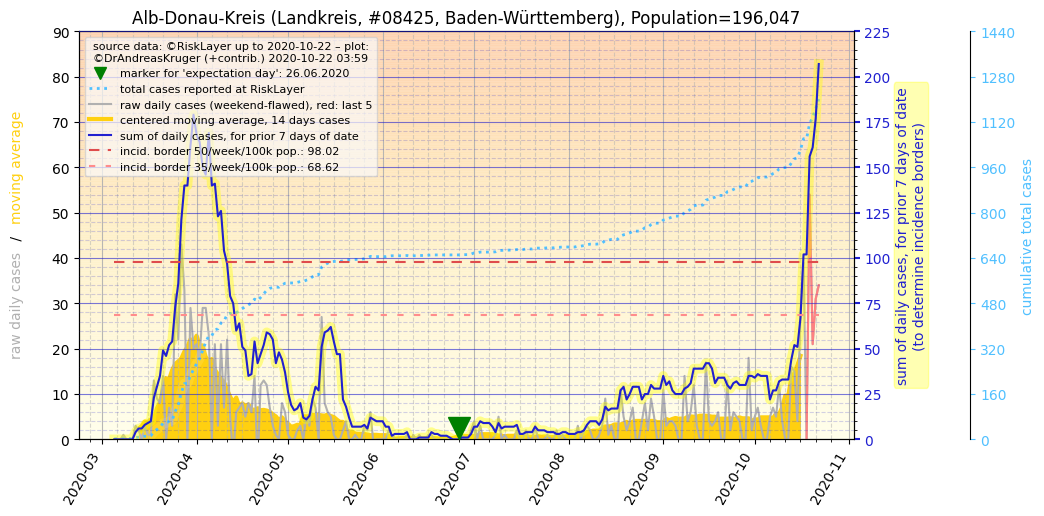 Alb-Donau-Kreis (Landkreis, #08425, Baden-Württemberg), Population=196,047
source data: ©RiskLayer up to 2020-10-22 – plot:
©DrAndreasKruger (+contrib.) 2020-10-22 03:59
marker for 'expectation day': 26.06.2020
total cases reported at RiskLayer
raw daily cases (weekend-flawed), red: last 5
centered moving average, 14 days cases
sum of daily cases, for prior 7 days of date
incid. border 50/week/100k pop.: 98.02
incid. border 35/week/100k pop.: 68.62
raw daily cases / moving average
90
80
70
60
50
40
30
20
10
0
225
200
175
150
125
100
75
50
25
0
sum of daily cases, for prior 7 days of date
(to determine incidence borders)
1440
1280
1120
960
800
640
480
320
160
0
cumulative total cases
2020-03
2020-04
2020-05
2020-06
2020-07
2020-08
2020-09
2020-10
2020-11